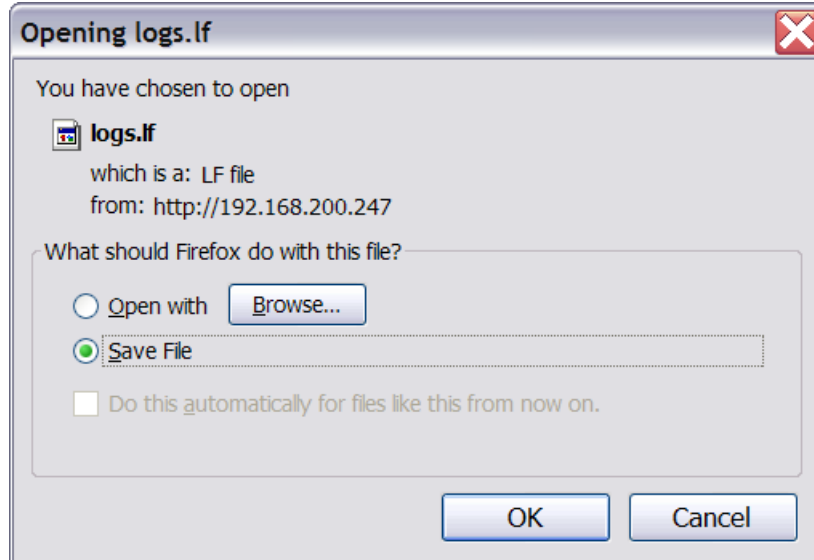 Opening logs.lf
You have chosen to open
logs.lf
which is a: LF file
from: http://192.168.200.247
What should Firefox do with this file?
Open with Browse...
Save File
Do this automatically for files like this from now on.
OK Cancel